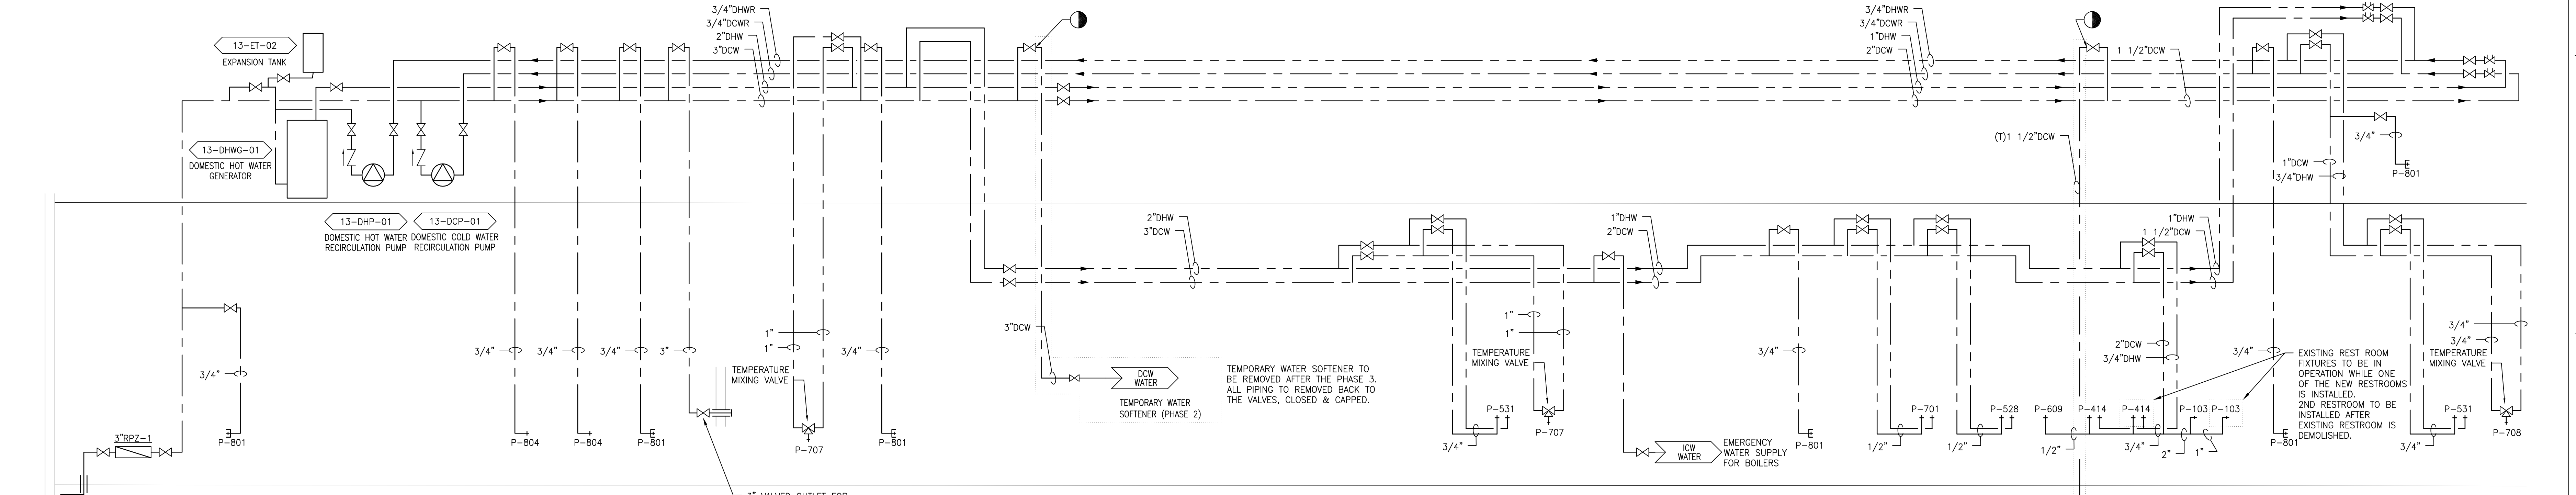 3/4"DHWR
3/4"DCWR
2"DHW
3"DCW
3/4"DHWR
3/4"DCWR
1"DHW
2"DCW
1 1/2"DCW
13-ET-02
EXPANSION TANK
13-DHWG-01
DOMESTIC HOT WATER
GENERATOR
(T)1 1/2"DCW
3/4"
1"DCW
3/4"DHW
P-801
13-DHP-01
DOMESTIC HOT WATER
RECIRCULATION PUMP
13-DCP-01
DOMESTIC COLD WATER
RECIRCULATION PUMP
2"DHW
3"DCW
1"DHW
2"DCW
1"DHW
1 1/2"DCW
3/4"
P-801
3"RPZ-1
3/4"
P-804
3/4"
P-804
3/4"
P-801
3"
3" VALVED OUTLET FOR
1"
1"
TEMPERATURE
MIXING VALVE
P-707
3/4"
P-801
3"DCW
DCW
WATER
TEMPORARY WATER
SOFTENER (PHASE 2)
TEMPORARY WATER SOFTENER TO
BE REMOVED AFTER THE PHASE 3.
ALL PIPING TO REMOVED BACK TO
THE VALVES, CLOSED & CAPPED.
P-531
3/4"
1"
1"
TEMPERATURE
MIXING VALVE
P-707
ICW
WATER
EMERGENCY
WATER SUPPLY
FOR BOILERS
3/4"
P-801
P-701
1/2"
P-528
1/2"
P-609
P-414
P-414
P-103
P-103
1/2"
3/4"
2"
1"
2"DCW
3/4"DHW
3/4"
P-801
EXISTING REST ROOM
FIXTURES TO BE IN
OPERATION WHILE ONE
OF THE NEW RESTROOMS
IS INSTALLED.
2ND RESTROOM TO BE
INSTALLED AFTER
EXISTING RESTROOM IS
DEMOLISHED.
P-531
3/4"
3/4"
3/4"
TEMPERATURE
MIXING VALVE
P-708